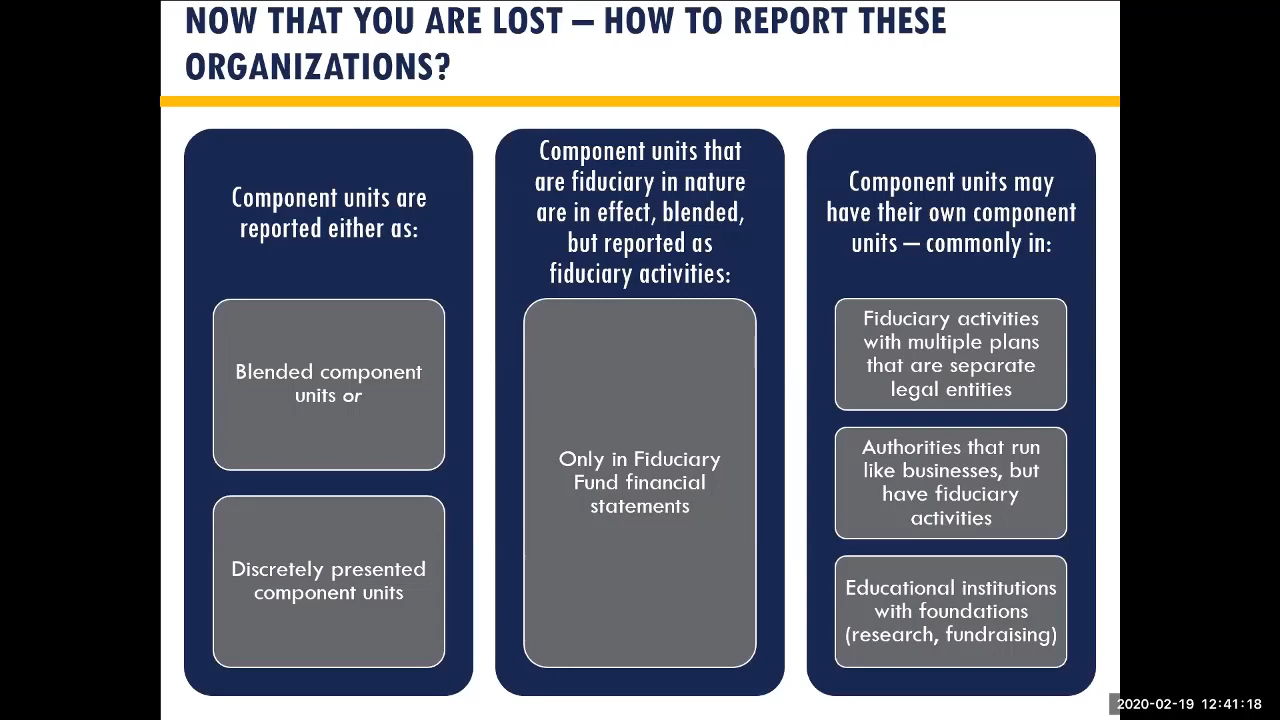 NOW THAT YOU ARE LOST – HOW TO REPORT THESE
ORGANIZATIONS?
Component units are
reported either as:
Blended component
units or
Discretely presented
component units
Component units that
are fiduciary in nature
are in effect, blended,
but reported as
fiduciary activities:
Only in Fiduciary
Fund financial
statements
Component units may
have their own component
units – commonly in:
Fiduciary activities
with multiple plans
that are separate
legal entities
Authorities that run
like businesses, but
have fiduciary
activities
Educational institutions
with foundations
(research, fundraising)
2020-02-19 12:41:18